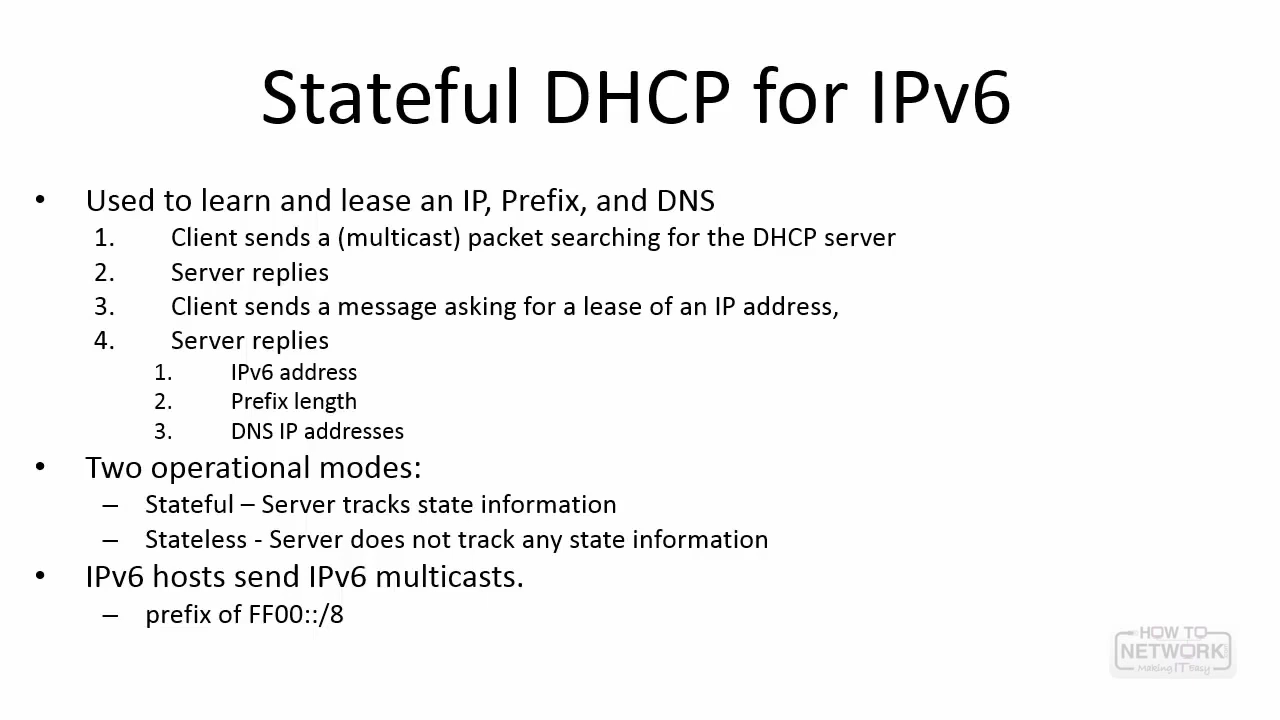 Stateful DHCP for IPv6
• Used to learn and lease an IP, Prefix, and DNS
1. Client sends a (multicast) packet searching for the DHCP server
2. Server replies
3. Client sends a message asking for a lease of an IP address,
4. Server replies
1. IPv6 address
2. Prefix length
3. DNS IP addresses
• Two operational modes:
– Stateful – Server tracks state information
– Stateless - Server does not track any state information
• IPv6 hosts send IPv6 multicasts.
– prefix of FF00::/8
HOW TO
NETWORK
Making IT Easy